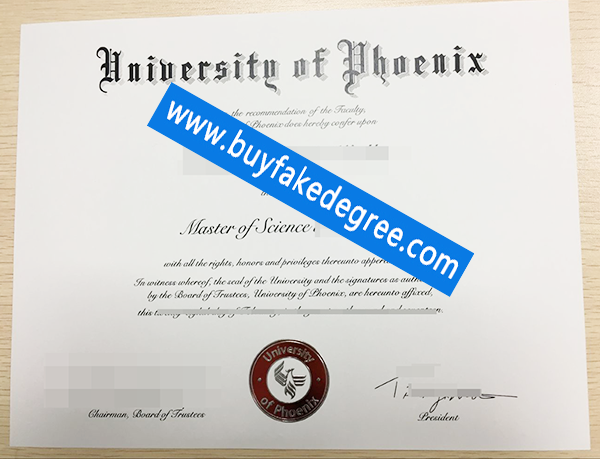 University of Phoenix
the recommendation of the Faculty,
of Phoenix does hereby confer upon
www.buyfakedegree.com
Master of Science
with all the rights, honors and privileges thereunto
In witness whereof, the seal of the University and the signatures as
by the Board of Trustees, University of Phoenix, are hereunto affixed,
this
University
of Phoenix
Chairman, Board of Trustees
President